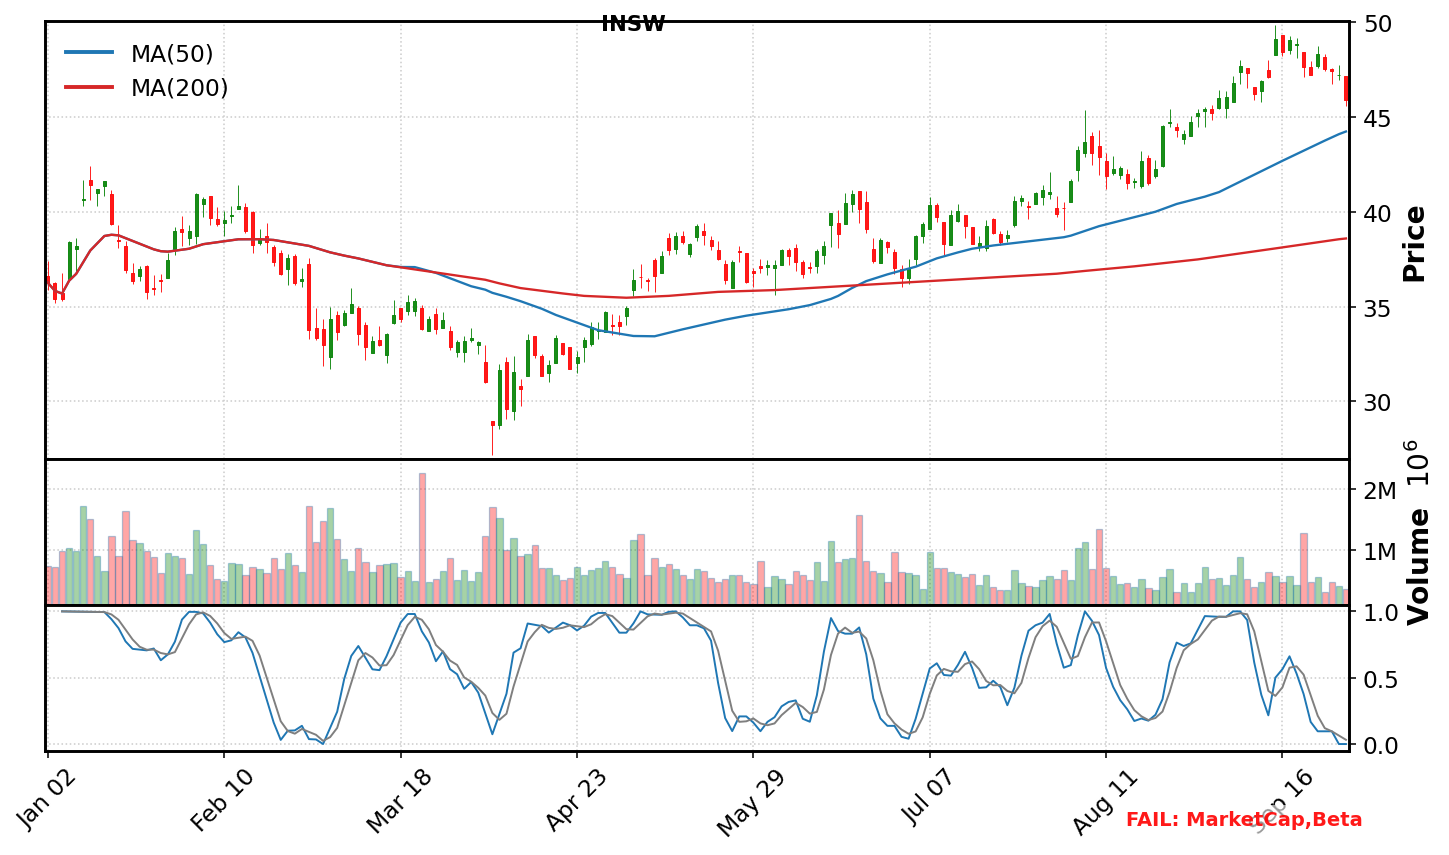 INSW
MA(50)
MA(200)
50
45
40
35
30
Price
2M
1M
Volume 10^6
1.0
0.5
0.0
Jan 02
Feb 10
Mar 18
Apr 23
May 29
Jul 07
Aug 11
Sep 16
FAIL: MarketCap,Beta